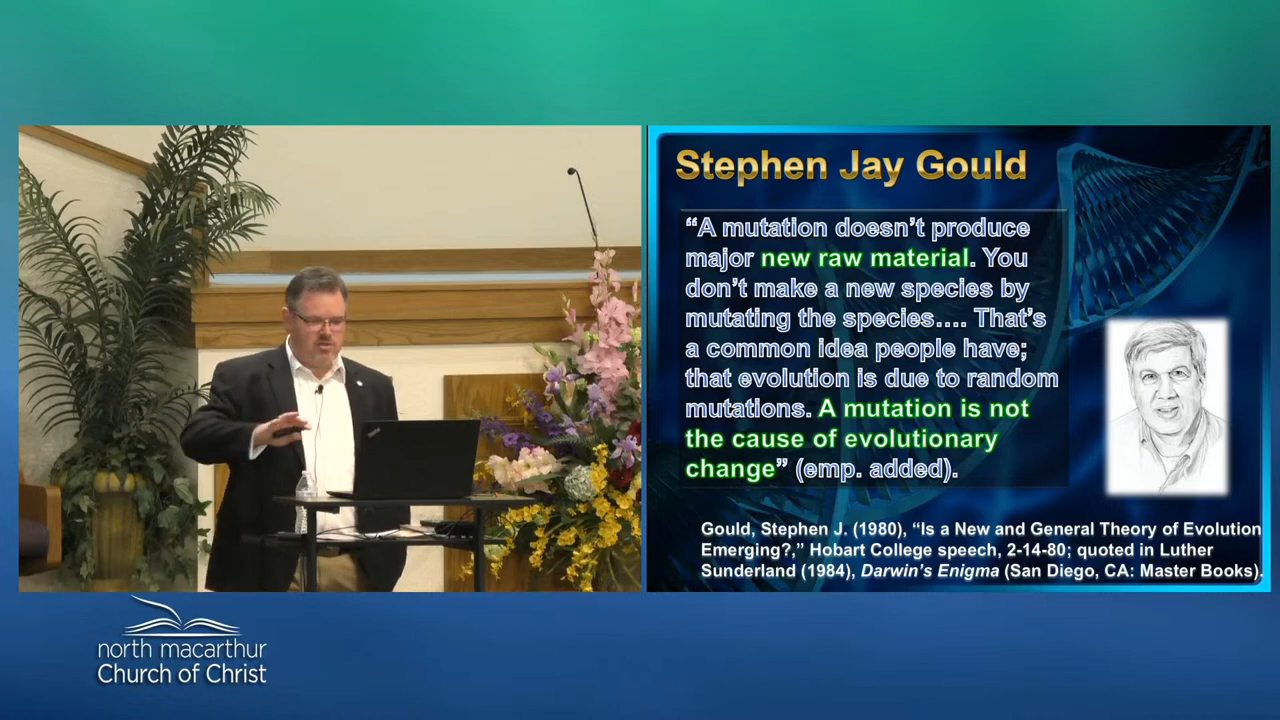 Stephen Jay Gould
“A mutation doesn’t produce
major new raw material. You
don’t make a new species by
mutating the species.... That’s
a common idea people have;
that evolution is due to random
mutations. A mutation is not
the cause of evolutionary
change” (emp. added).
Gould, Stephen J. (1980), “Is a New and General Theory of Evolution
Emerging?,” Hobart College speech, 2-14-80; quoted in Luther
Sunderland (1984), Darwin’s Enigma (San Diego, CA: Master Books).
north macarthur
Church of Christ